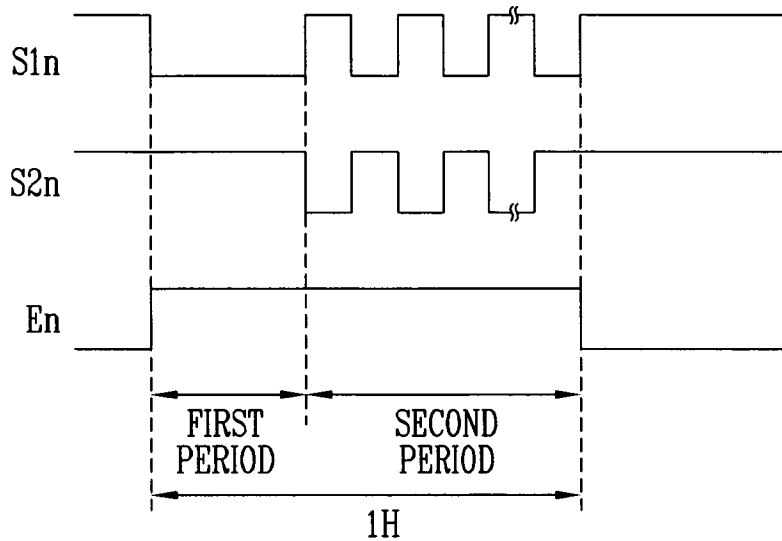 S1n
S2n
En
FIRST PERIOD
SECOND PERIOD
1H